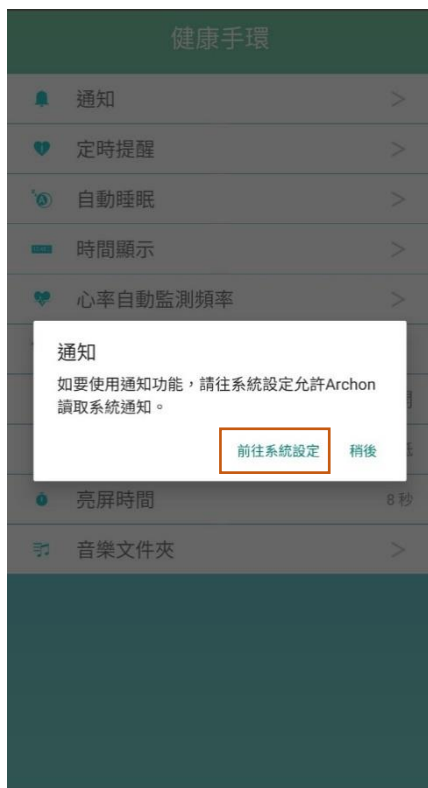 健康手環
通知
>
定時提醒
>
自動睡眠
>
時間顯示
>
心率自動監測頻率
>
通知
如要使用通知功能，請往系統設定允許Archon
讀取系統通知。
前往系統設定 稍後
亮屏時間 8 秒
音樂文件夾
>